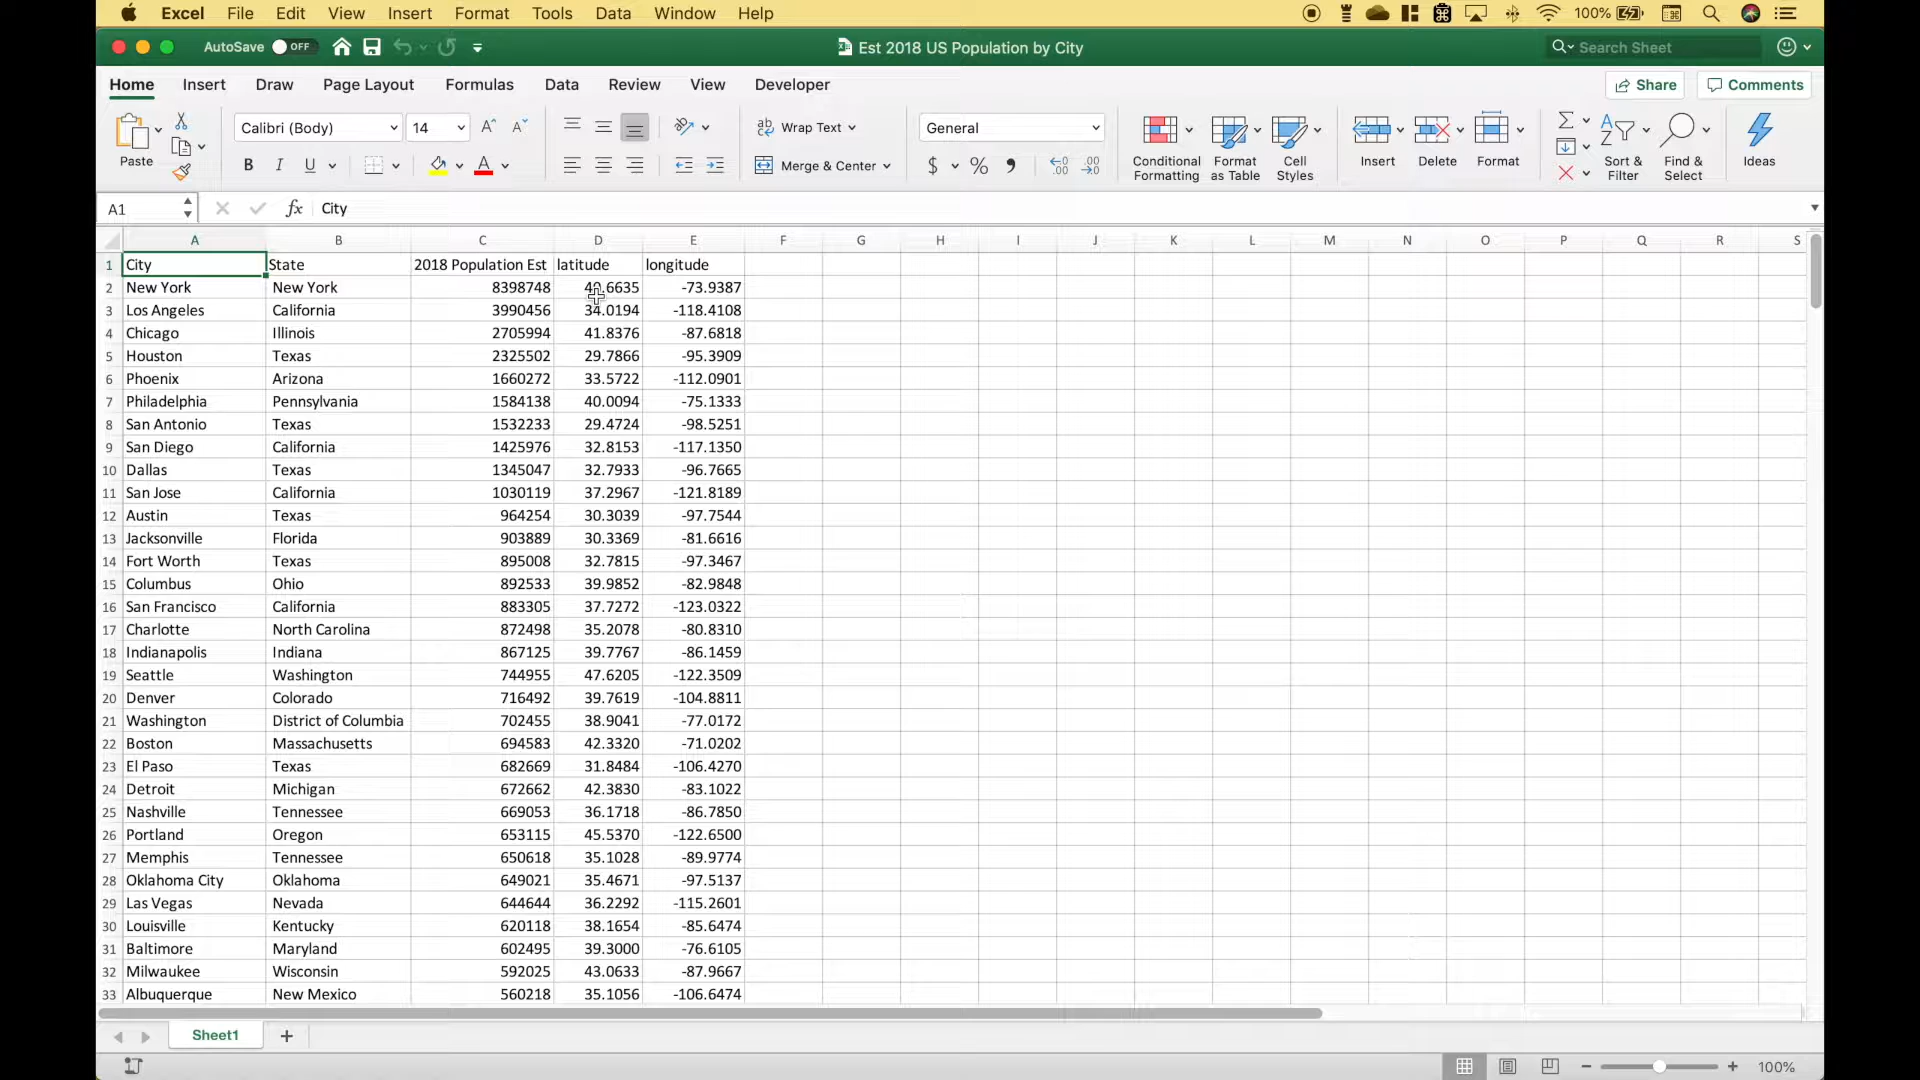 Excel File Edit View Insert Format Tools Data Window Help 100%
AutoSave OFF Est 2018 US Population by City Search Sheet
Home Insert Draw Page Layout Formulas Data Review View Developer Share Comments
Paste Calibri (Body) 14 A A B I U A ab Wrap Text Merge & Center General $ % Conditional Formatting Format as Table Cell Styles Insert Delete Format Sort & Filter Find & Select Ideas
A1 fx City
A B C D E F G H I J K L M N O P Q R S
1 City State 2018 Population Est latitude longitude
2 New York New York 8398748 40.6635 -73.9387
3 Los Angeles California 3990456 34.0194 -118.4108
4 Chicago Illinois 2705994 41.8376 -87.6818
5 Houston Texas 2325502 29.7866 -95.3909
6 Phoenix Arizona 1660272 33.5722 -112.0901
7 Philadelphia Pennsylvania 1584138 40.0094 -75.1333
8 San Antonio Texas 1532233 29.4724 -98.5251
9 San Diego California 1425976 32.8153 -117.1350
10 Dallas Texas 1345047 32.7933 -96.7665
11 San Jose California 1030119 37.2967 -121.8189
12 Austin Texas 964254 30.3039 -97.7544
13 Jacksonville Florida 903889 30.3369 -81.6616
14 Fort Worth Texas 895008 32.7815 -97.3467
15 Columbus Ohio 892533 39.9852 -82.9848
16 San Francisco California 883305 37.7272 -123.0322
17 Charlotte North Carolina 872498 35.2078 -80.8310
18 Indianapolis Indiana 867125 39.7767 -86.1459
19 Seattle Washington 744955 47.6205 -122.3509
20 Denver Colorado 716492 39.7619 -104.8811
21 Washington District of Columbia 702455 38.9041 -77.0172
22 Boston Massachusetts 694583 42.3320 -71.0202
23 El Paso Texas 682669 31.8484 -106.4270
24 Detroit Michigan 672662 42.3830 -83.1022
25 Nashville Tennessee 669053 36.1718 -86.7850
26 Portland Oregon 653115 45.5370 -122.6500
27 Memphis Tennessee 650618 35.1028 -89.9774
28 Oklahoma City Oklahoma 649021 35.4671 -97.5137
29 Las Vegas Nevada 644644 36.2292 -115.2601
30 Louisville Kentucky 620118 38.1654 -85.6474
31 Baltimore Maryland 602495 39.3000 -76.6105
32 Milwaukee Wisconsin 592025 43.0633 -87.9667
33 Albuquerque New Mexico 560218 35.1056 -106.6474
Sheet1
100%